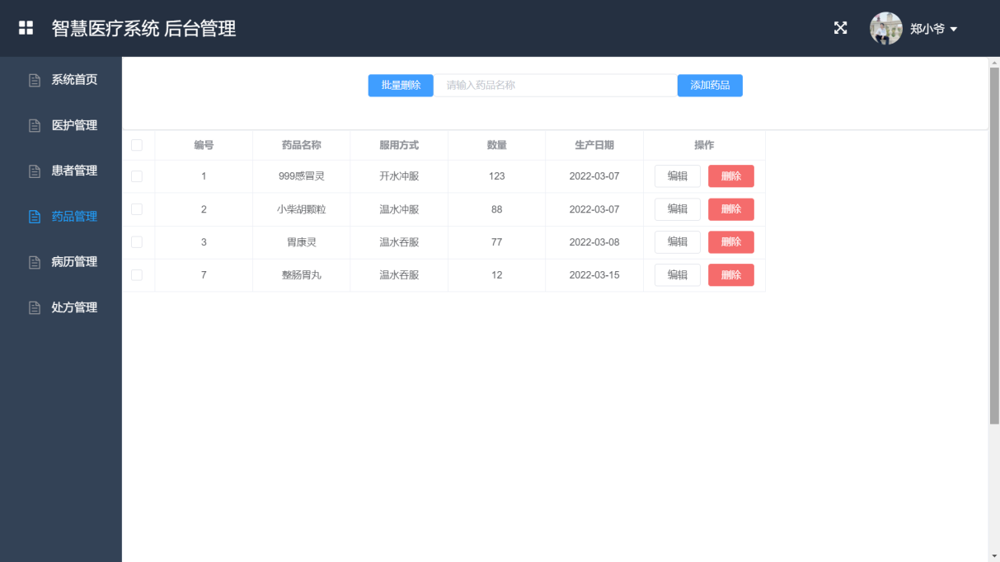 智慧医疗系统 后台管理
郑小爷
系统首页
医护管理
患者管理
药品管理
病历管理
处方管理
批量删除 请输入药品名称 添加药品
编号 药品名称 服用方式 数量 生产日期 操作
1 999感冒灵 开水冲服 123 2022-03-07 编辑 删除
2 小柴胡颗粒 温水冲服 88 2022-03-07 编辑 删除
3 胃康灵 温水吞服 77 2022-03-08 编辑 删除
7 整肠胃丸 温水吞服 12 2022-03-15 编辑 删除